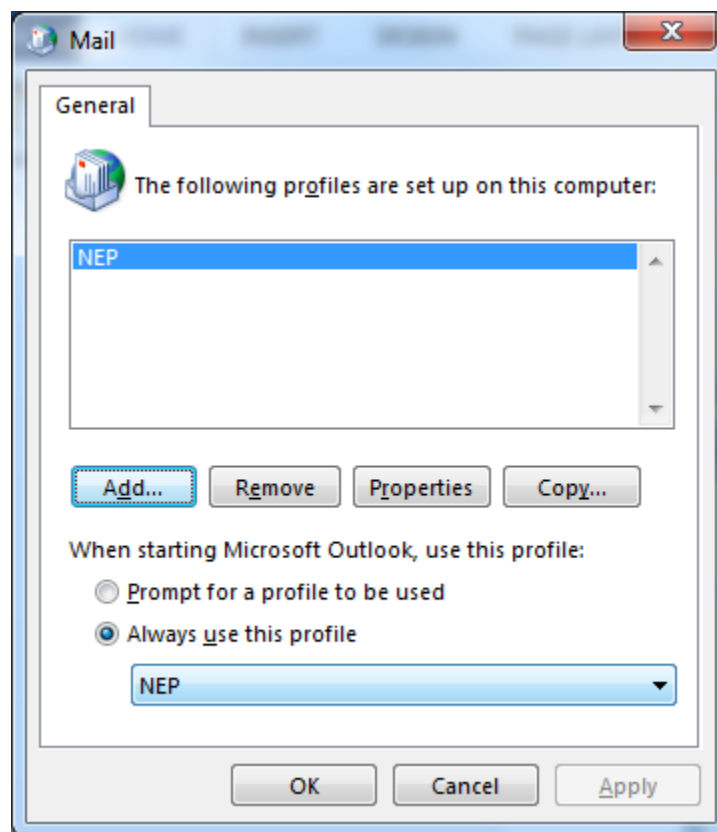 Mail
General
The following profiles are set up on this computer:
NEP
Add...
Remove
Properties
Copy...
When starting Microsoft Outlook, use this profile:
Prompt for a profile to be used
Always use this profile
NEP
OK
Cancel
Apply